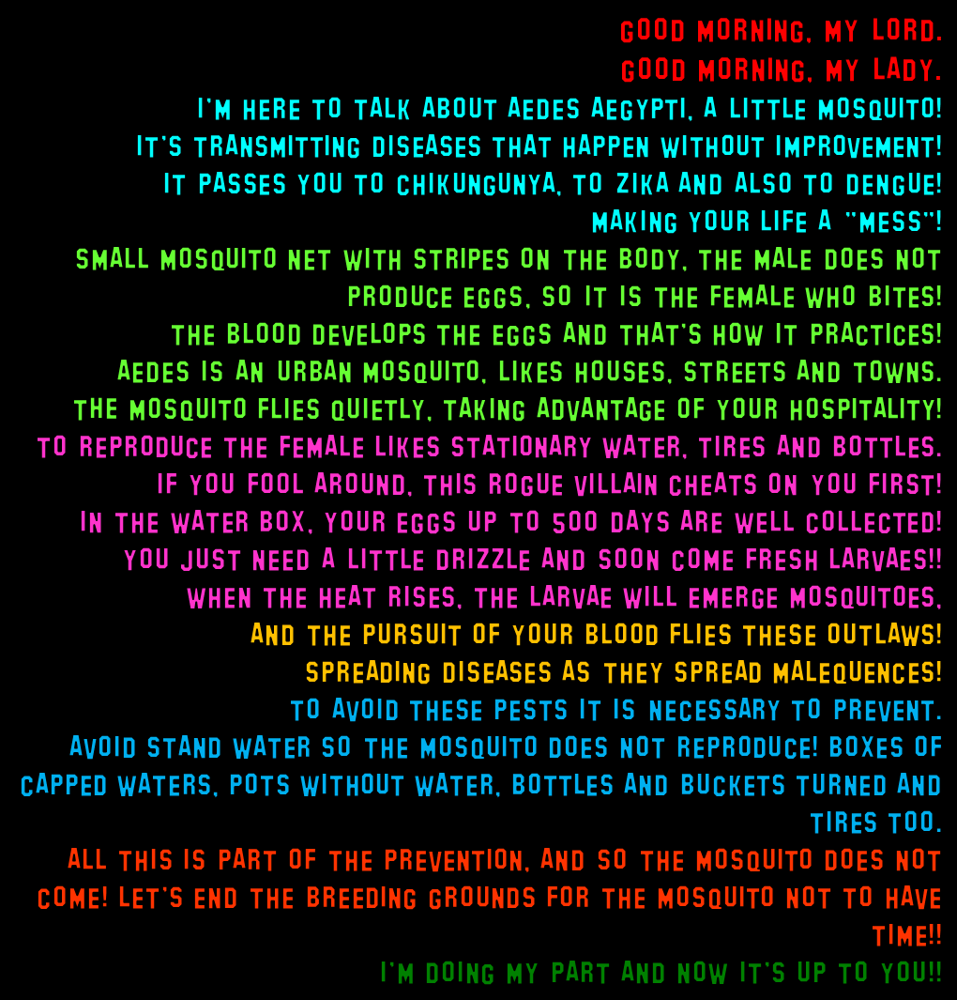 GOOD MORNING, MY LORD.
GOOD MORNING, MY LADY.
I'M HERE TO TALK ABOUT AEDES AEGYPTI, A LITTLE MOSQUITO!
IT'S TRANSMITTING DISEASES THAT HAPPEN WITHOUT IMPROVEMENT!
IT PASSES YOU TO CHIKUNGUNYA, TO ZIKA AND ALSO TO DENGUE!
MAKING YOUR LIFE A "MESS"!
SMALL MOSQUITO NET WITH STRIPES ON THE BODY, THE MALE DOES NOT
PRODUCE EGGS, SO IT IS THE FEMALE WHO BITES!
THE BLOOD DEVELOPS THE EGGS AND THAT'S HOW IT PRACTICES!
AEDES IS AN URBAN MOSQUITO, LIKES HOUSES, STREETS AND TOWNS.
THE MOSQUITO FLIES QUIETLY, TAKING ADVANTAGE OF YOUR HOSPITALITY!
TO REPRODUCE THE FEMALE LIKES STATIONARY WATER, TIRES AND BOTTLES.
IF YOU FOOL AROUND, THIS ROGUE VILLAIN CHEATS ON YOU FIRST!
IN THE WATER BOX, YOUR EGGS UP TO 500 DAYS ARE WELL COLLECTED!
YOU JUST NEED A LITTLE DRIZZLE AND SOON COME FRESH LARVAES!!
WHEN THE HEAT RISES, THE LARVAE WILL EMERGE MOSQUITOES,
AND THE PURSUIT OF YOUR BLOOD FLIES THESE OUTLAWS!
SPREADING DISEASES AS THEY SPREAD MALEQUENCES!
TO AVOID THESE PESTS IT IS NECESSARY TO PREVENT.
AVOID STAND WATER SO THE MOSQUITO DOES NOT REPRODUCE! BOXES OF
CAPPED WATERS, POTS WITHOUT WATER, BOTTLES AND BUCKETS TURNED AND
TIRES TOO.
ALL THIS IS PART OF THE PREVENTION, AND SO THE MOSQUITO DOES NOT
COME! LET'S END THE BREEDING GROUNDS FOR THE MOSQUITO NOT TO HAVE
TIME!!
I'M DOING MY PART AND NOW IT'S UP TO YOU!!